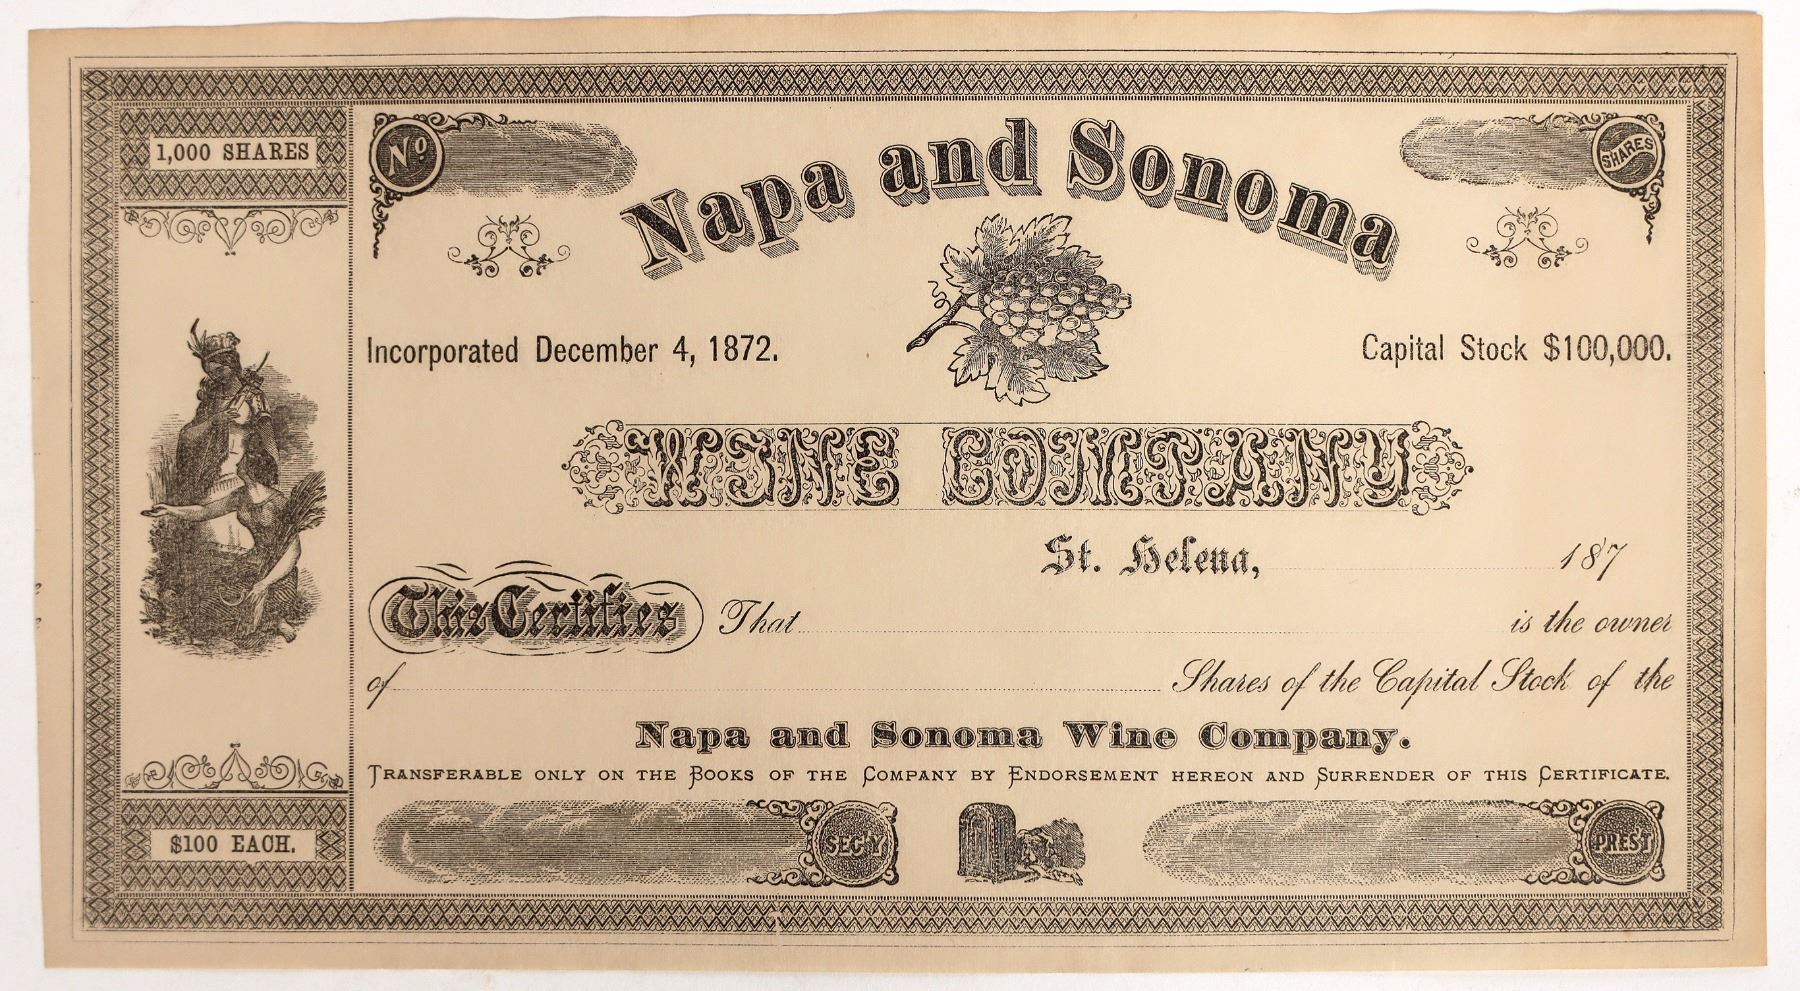 1,000 SHARES
No
SHARES
Napa and Sonoma
Incorporated December 4, 1872.
Capital Stock $100,000.
WINE COMPANY
St. Helena, 187
This Certifies That is the owner
of Shares of the Capital Stock of the
Napa and Sonoma Wine Company.
TRANSFERABLE ONLY ON THE BOOKS OF THE COMPANY BY ENDORSEMENT HEREON AND SURRENDER OF THIS CERTIFICATE.
$100 EACH.
SEC'Y
PREST